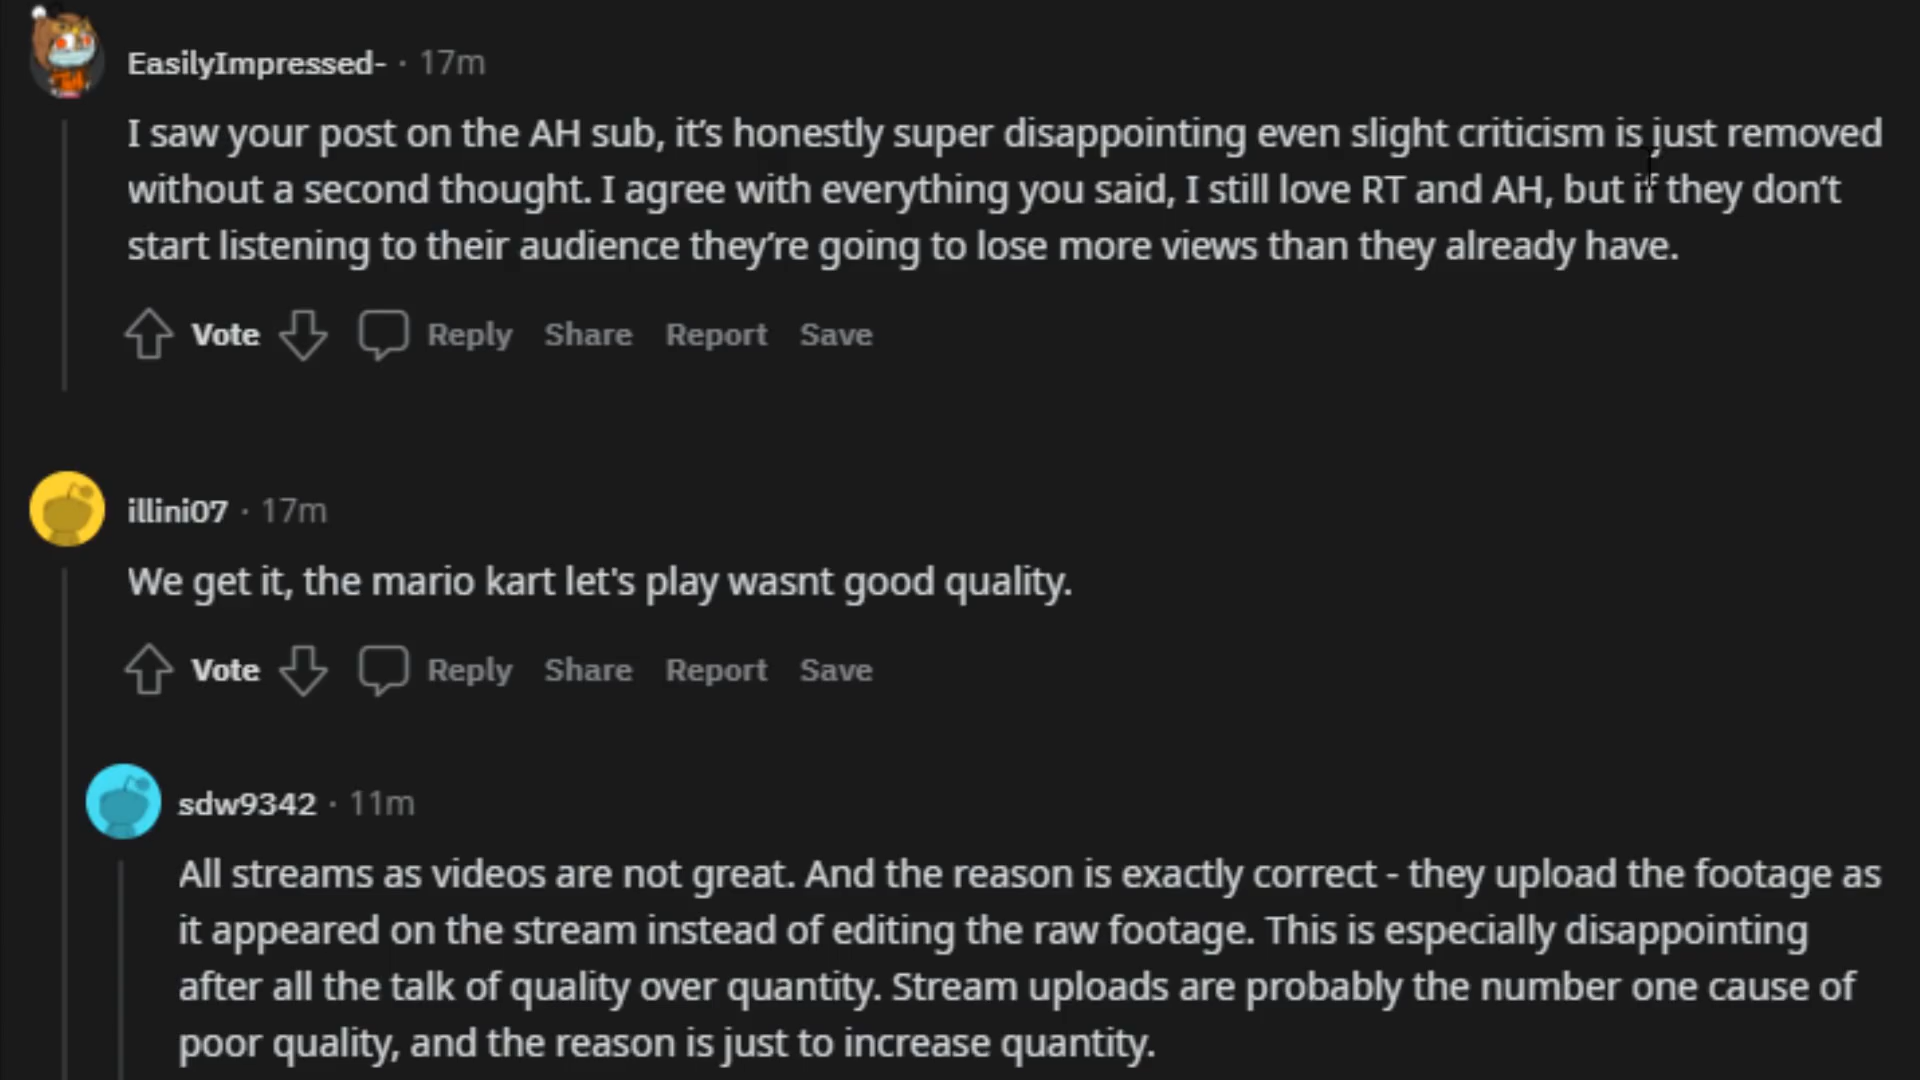 EasilyImpressed- · 17m
I saw your post on the AH sub, it’s honestly super disappointing even slight criticism is just removed
without a second thought. I agree with everything you said, I still love RT and AH, but if they don’t
start listening to their audience they’re going to lose more views than they already have.
Vote Reply Share Report Save
illini07 · 17m
We get it, the mario kart let's play wasnt good quality.
Vote Reply Share Report Save
sdw9342 · 11m
All streams as videos are not great. And the reason is exactly correct - they upload the footage as
it appeared on the stream instead of editing the raw footage. This is especially disappointing
after all the talk of quality over quantity. Stream uploads are probably the number one cause of
poor quality, and the reason is just to increase quantity.